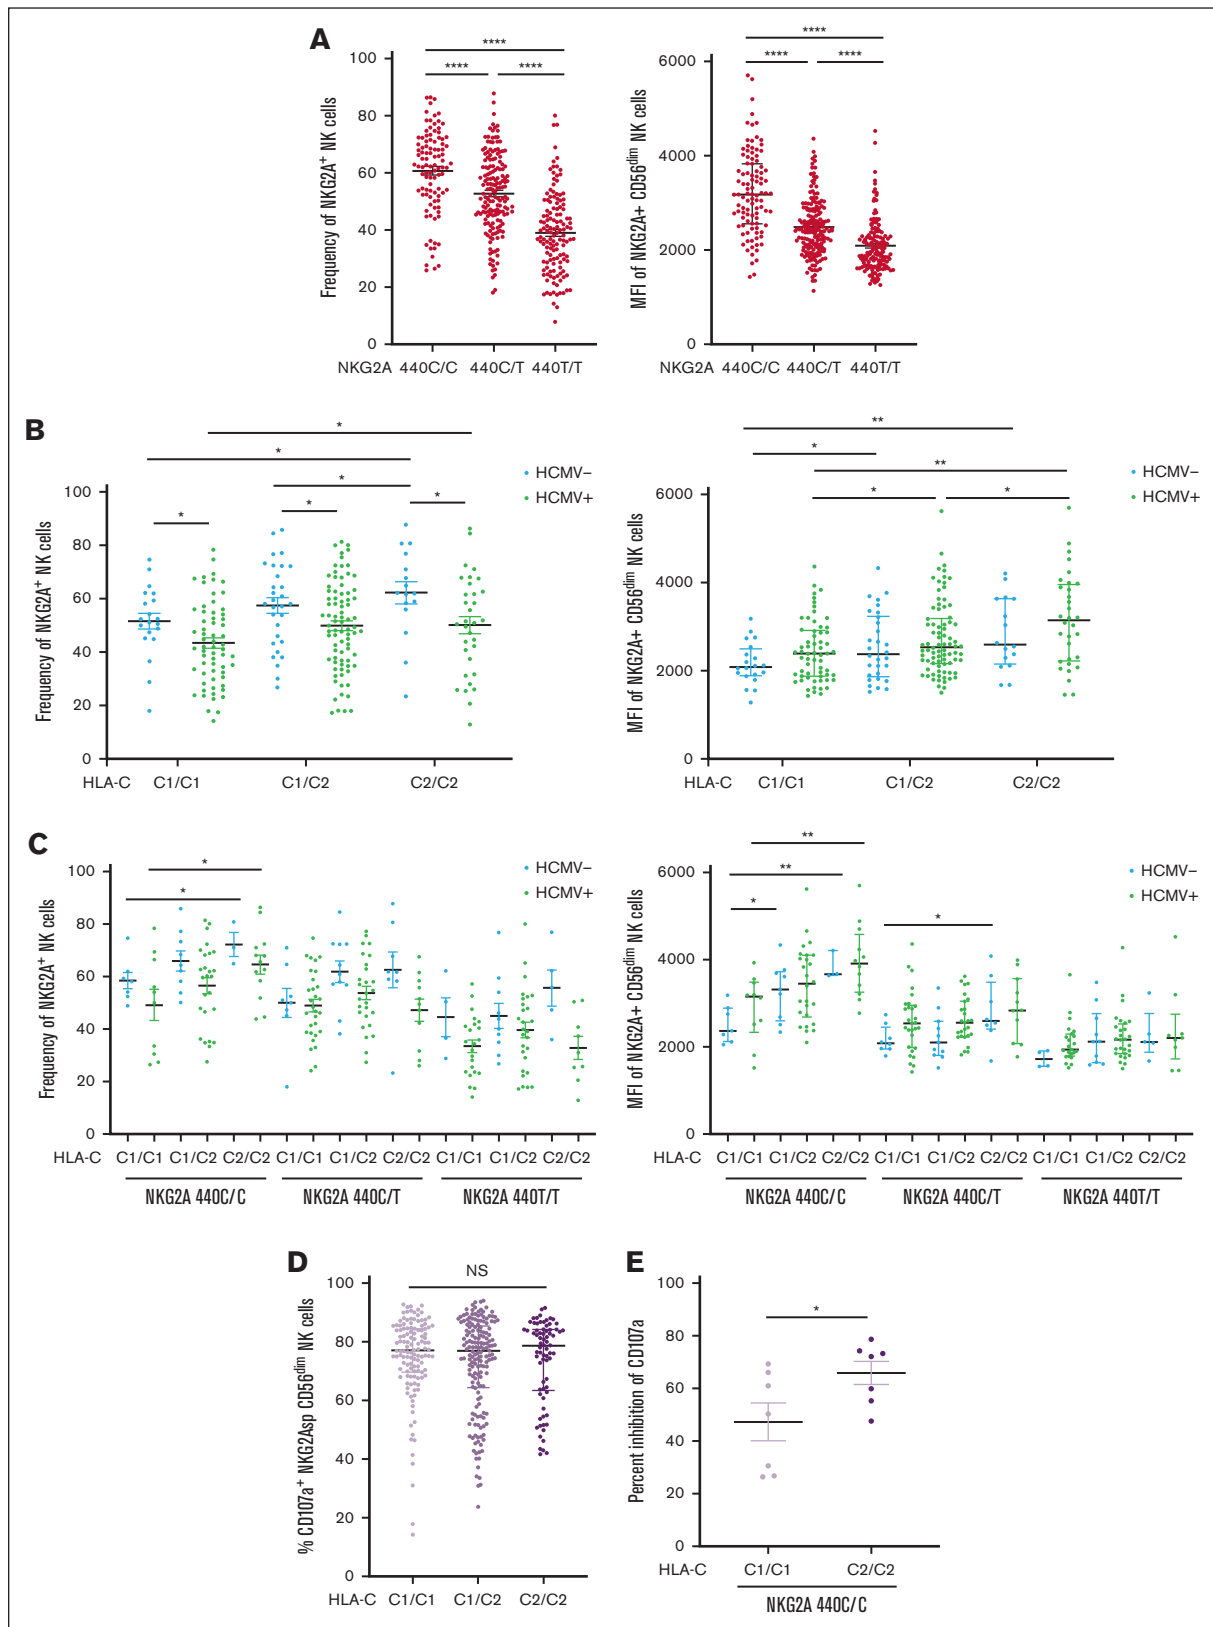 A
Frequency of NKG2A+ NK cells
100
80
60
40
20
0
****
**** ****
NKG2A 440C/C 440C/T 440T/T
MFI of NKG2A+ CD56dim NK cells
6000
4000
2000
0
****
**** ****
NKG2A 440C/C 440C/T 440T/T
B
Frequency of NKG2A+ NK cells
100
80
60
40
20
0
*
*
*
*
*
*
HCMV–
HCMV+
HLA-C C1/C1 C1/C2 C2/C2
MFI of NKG2A+ CD56dim NK cells
6000
4000
2000
0
**
*
**
*
*
HCMV–
HCMV+
HLA-C C1/C1 C1/C2 C2/C2
C
Frequency of NKG2A+ NK cells
100
80
60
40
20
0
*
*
HCMV–
HCMV+
HLA-C C1/C1 C1/C2 C2/C2 C1/C1 C1/C2 C2/C2 C1/C1 C1/C2 C2/C2
NKG2A 440C/C NKG2A 440C/T NKG2A 440T/T
MFI of NKG2A+ CD56dim NK cells
6000
4000
2000
0
**
**
*
*
HCMV–
HCMV+
HLA-C C1/C1 C1/C2 C2/C2 C1/C1 C1/C2 C2/C2 C1/C1 C1/C2 C2/C2
NKG2A 440C/C NKG2A 440C/T NKG2A 440T/T
D
% CD107a+ NKG2Asp CD56dim NK cells
100
80
60
40
20
0
NS
HLA-C C1/C1 C1/C2 C2/C2
E
Percent inhibition of CD107a
100
80
60
40
20
0
*
HLA-C C1/C1 C2/C2
NKG2A 440C/C